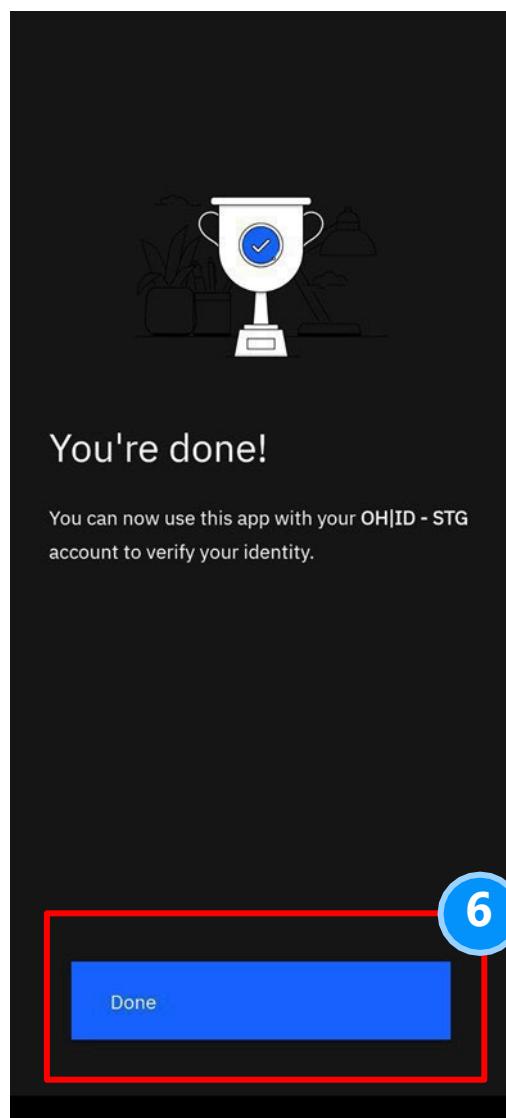 You're done!
You can now use this app with your OH|ID - STG
account to verify your identity.
6
Done